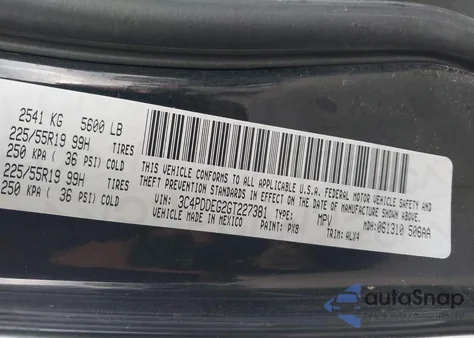 2541 KG 5600 LB
225/55R19 99H TIRES
250 KPA ( 36 PSI) COLD
225/55R19 99H TIRES
250 KPA ( 36 PSI) COLD
THIS VEHICLE CONFORMS TO ALL APPLICABLE U.S.A. FEDERAL MOTOR VEHICLE SAFETY BUMPER AND
THEFT PREVENTION STANDARDS IN EFFECT ON THE DATE OF MANUFACTURE SHOWN ABOVE.
VIN: 3C4PDDEG2GT227381 TYPE: MPV MDH: 061310 506AA
VEHICLE MADE IN MEXICO PAINT: PX8 TRIM: ALX4
autoSnap